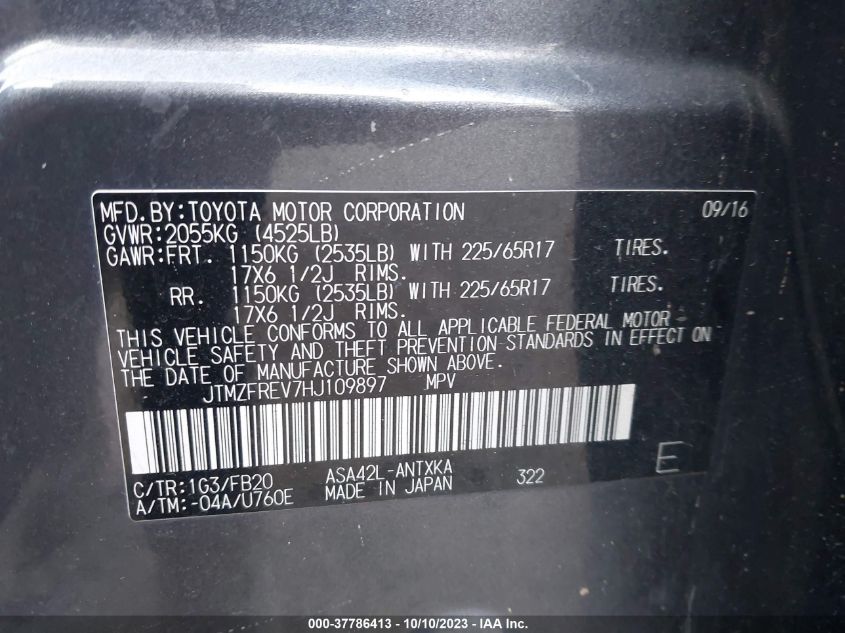 MFD.BY:TOYOTA MOTOR CORPORATION 09/16
GVWR:2055KG (4525LB)
GAWR:FRT. 1150KG (2535LB) WITH 225/65R17 TIRES.
17X6 1/2J RIMS.
RR. 1150KG (2535LB) WITH 225/65R17 TIRES.
17X6 1/2J RIMS.
THIS VEHICLE CONFORMS TO ALL APPLICABLE FEDERAL MOTOR
VEHICLE SAFETY AND THEFT PREVENTION STANDARDS IN EFFECT ON
THE DATE OF MANUFACTURE SHOWN ABOVE.
JTMZFREV7HJ109897 MPV
E
C/TR:1G3/FB20 ASA42L-ANTXKA 322
A/TM:-04A/U760E MADE IN JAPAN
000-37786413 - 10/10/2023 - © IAA, Inc.